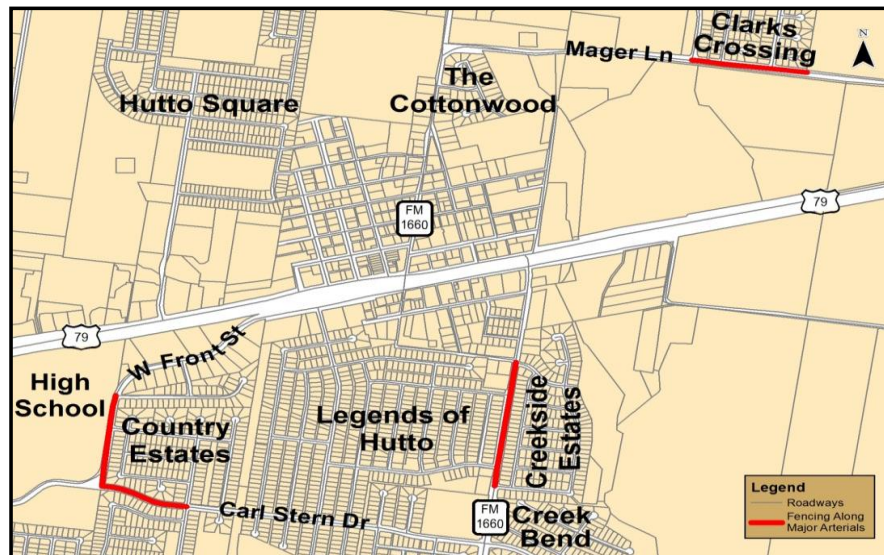 Clarks
Crossing
N
Mager Ln
The
Cottonwood
Hutto Square
79
FM
1660
79
W Front St
High
School
Country
Estates
Legends of
Hutto
Creekside
Estates
Carl Stern Dr
FM
1660
Creek
Bend
Legend
Roadways
Fencing Along
Major Arterials